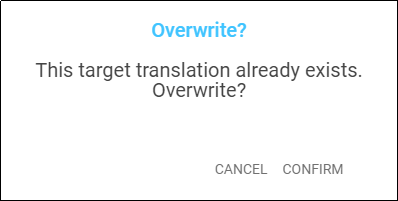 Overwrite?
This target translation already exists.
Overwrite?
CANCEL CONFIRM